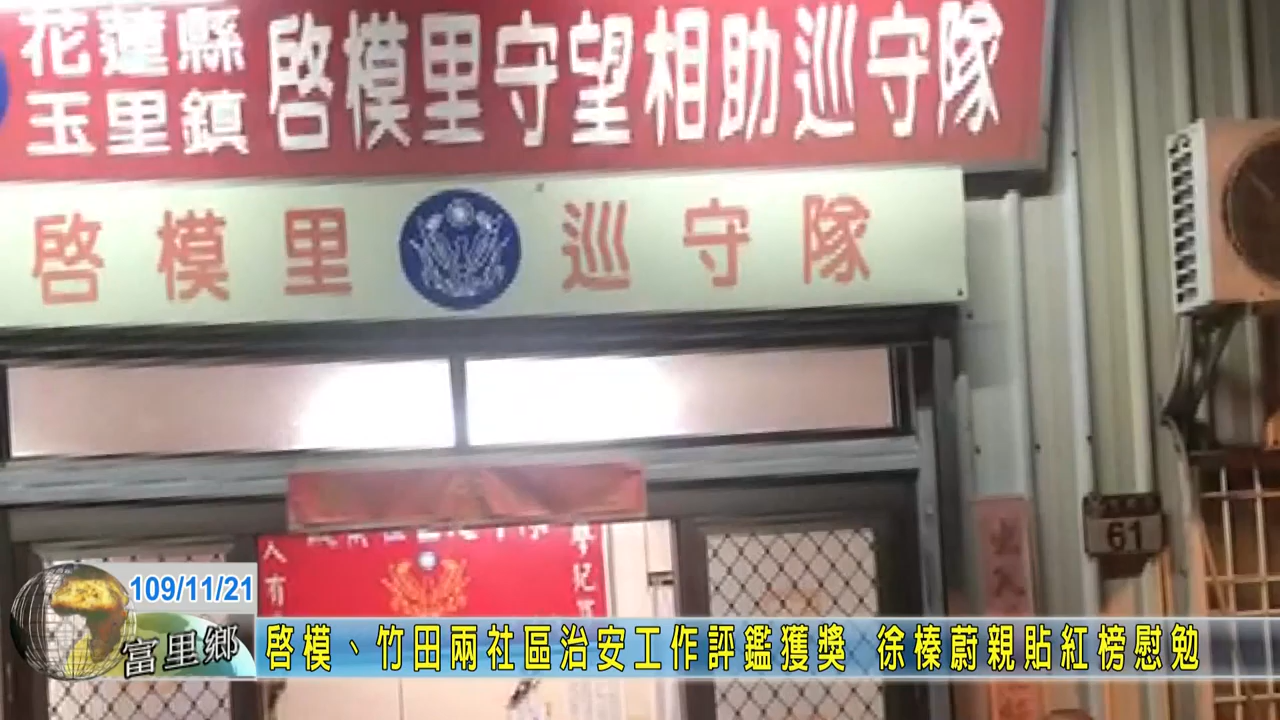 花蓮縣
玉里鎮
啓模里守望相助巡守隊
啓模里 巡守隊
出入
61
109/11/21
富里鄉
啓模、竹田兩社區治安工作評鑑獲獎 徐榛蔚親貼紅榜慰勉